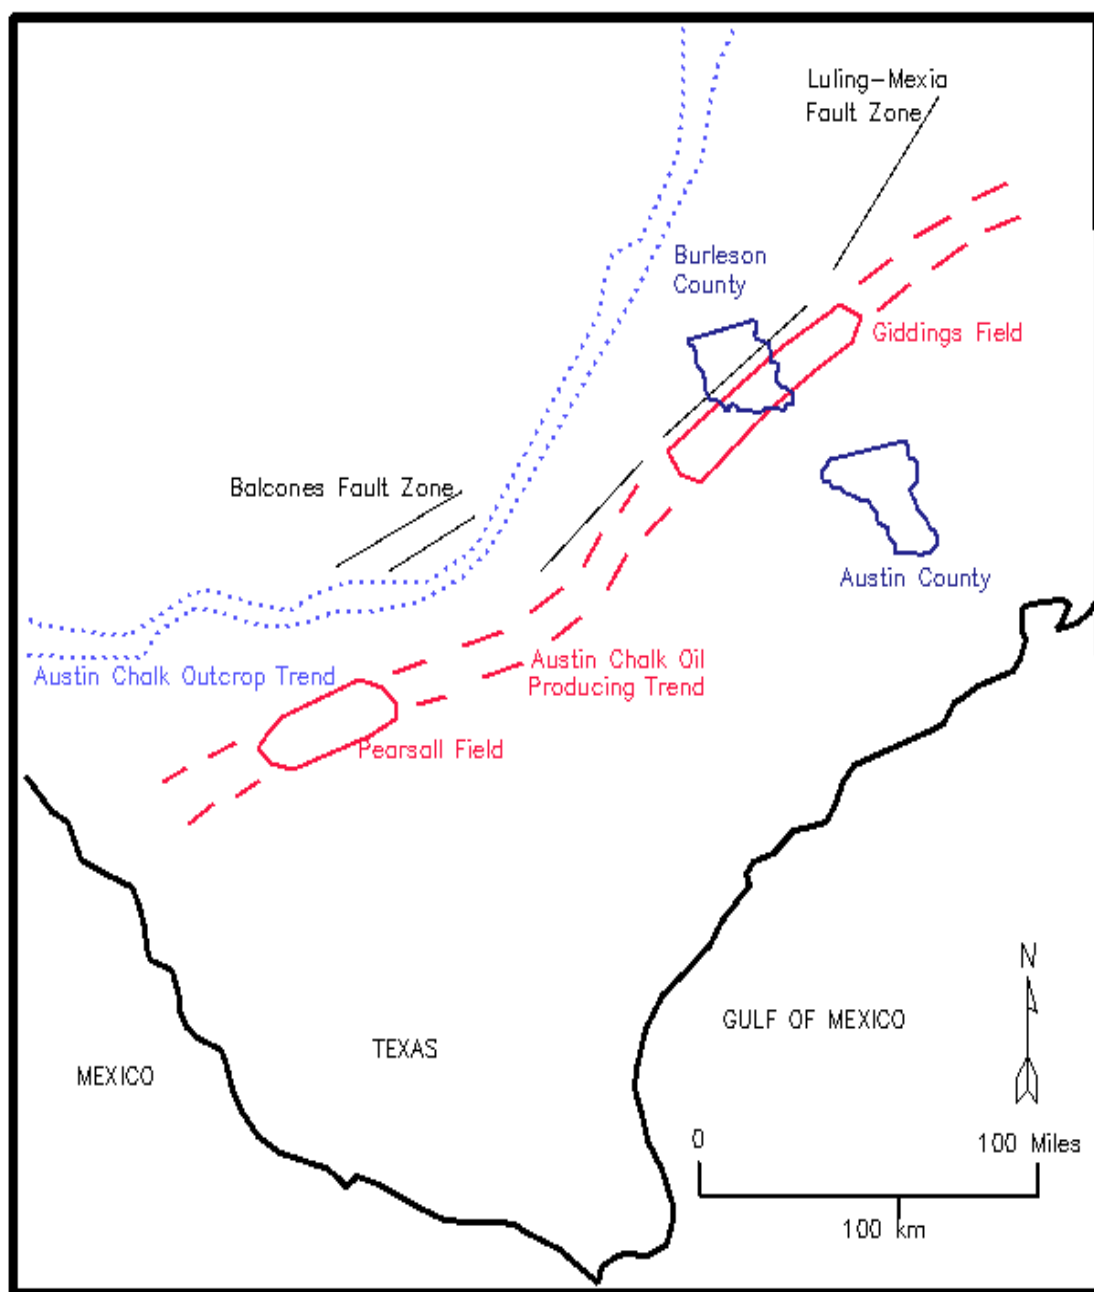 Luling-Mexia
Fault Zone
Burleson
County
Giddings Field
Balcones Fault Zone
Austin County
Austin Chalk Outcrop Trend
Austin Chalk Oil
Producing Trend
Pearsall Field
N
GULF OF MEXICO
TEXAS
MEXICO
0
100 Miles
100 km